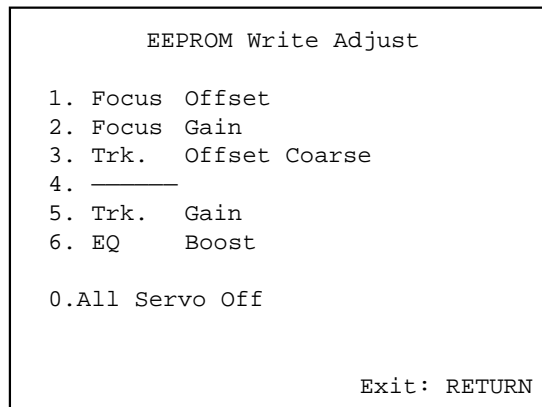 EEPROM Write Adjust
1. Focus Offset
2. Focus Gain
3. Trk. Offset Coarse
4. ――――――
5. Trk. Gain
6. EQ Boost
0.All Servo Off
Exit: RETURN